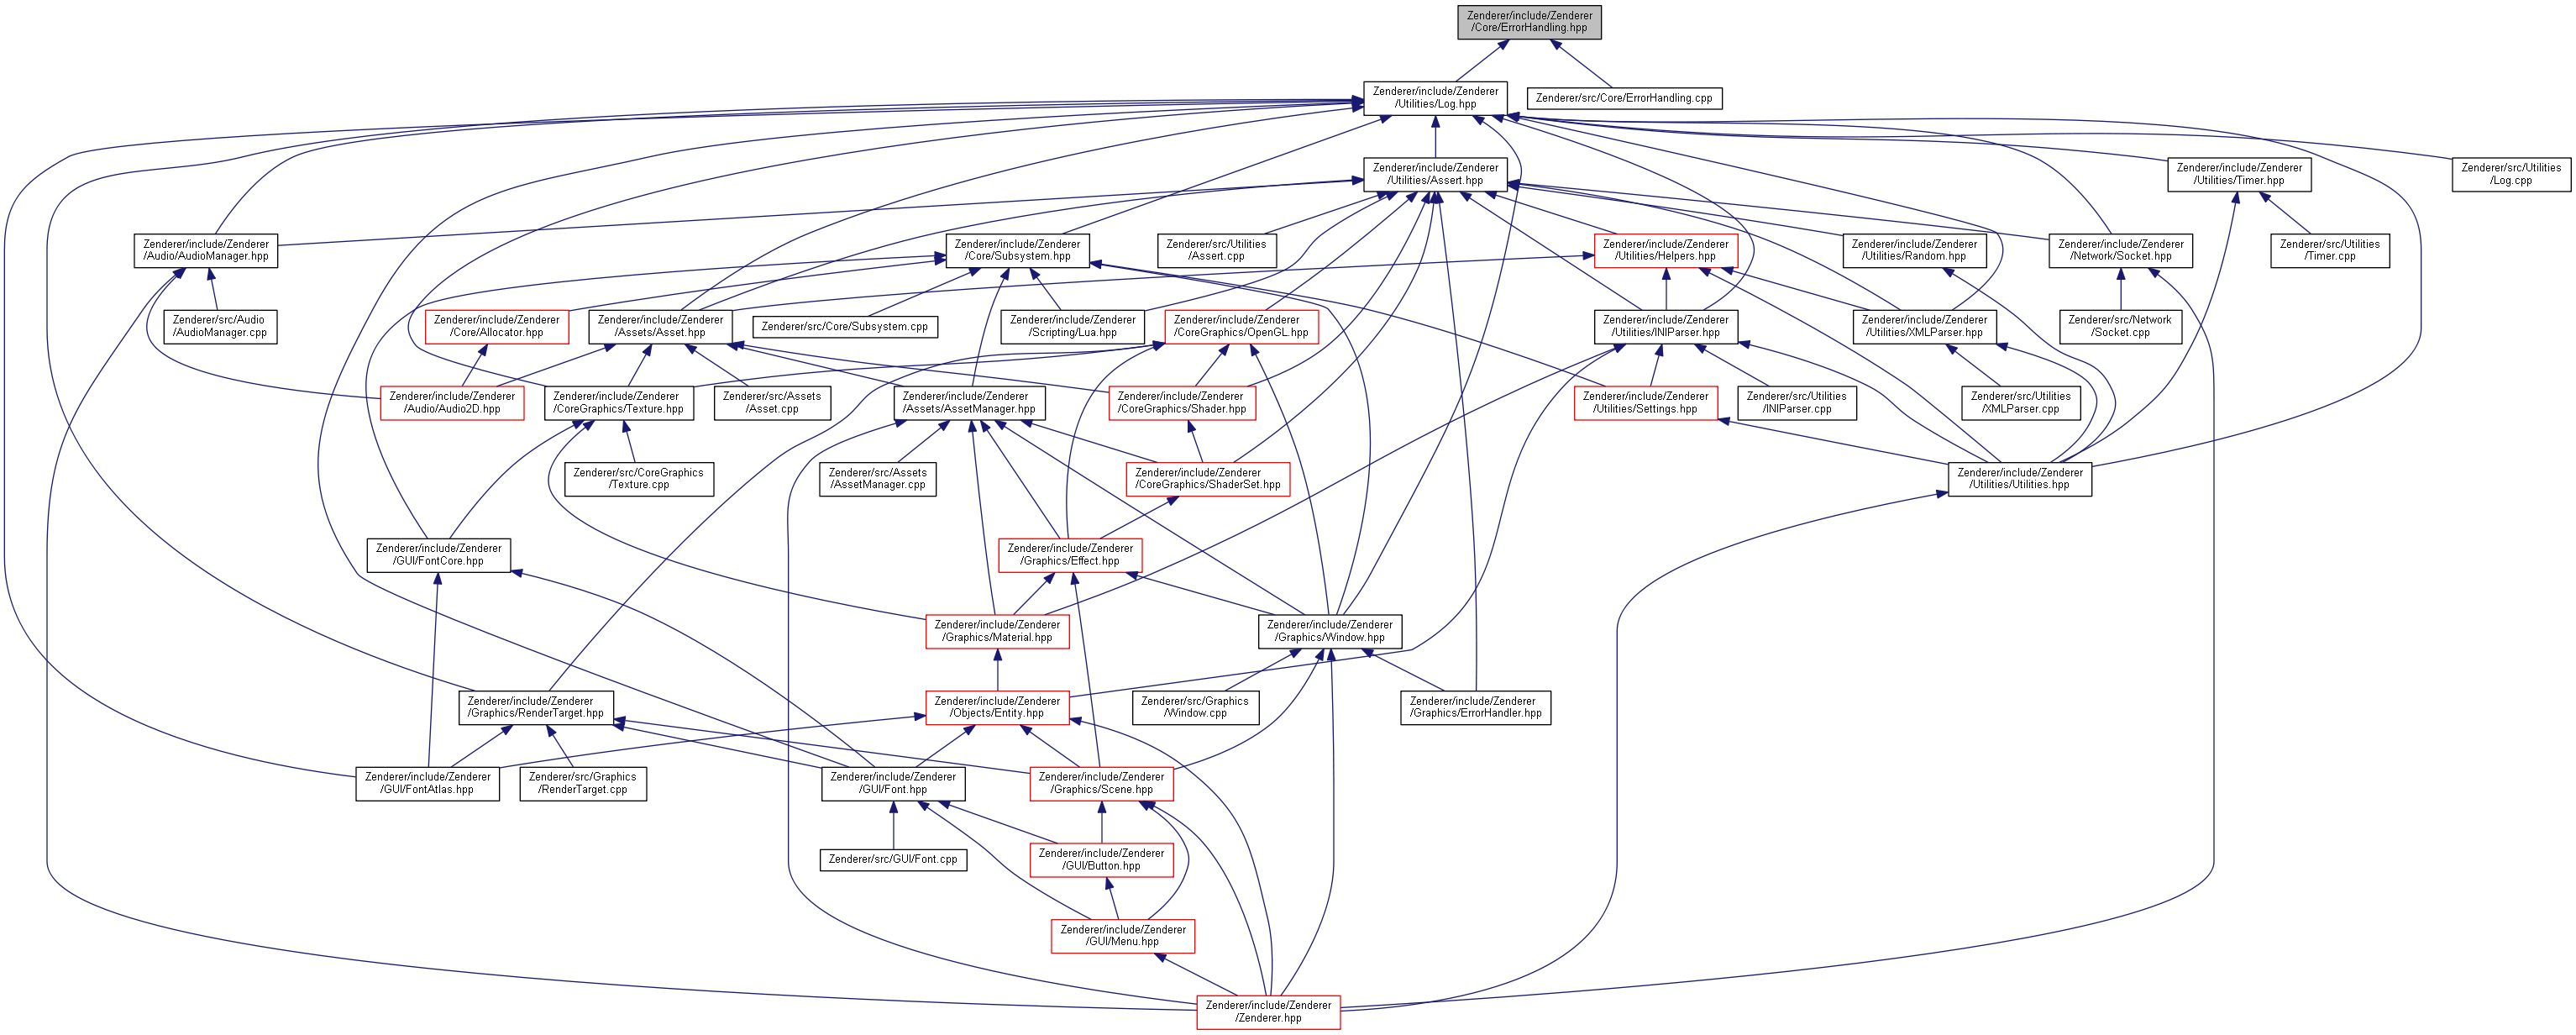 Zenderer/include/Zenderer
/Core/ErrorHandling.hpp
Zenderer/include/Zenderer
/Utilities/Log.hpp
Zenderer/src/Core/ErrorHandling.cpp
Zenderer/include/Zenderer
/Utilities/Assert.hpp
Zenderer/include/Zenderer
/Utilities/Timer.hpp
Zenderer/src/Utilities
/Log.cpp
Zenderer/include/Zenderer
/Audio/AudioManager.hpp
Zenderer/include/Zenderer
/Core/Subsystem.hpp
Zenderer/src/Utilities
/Assert.cpp
Zenderer/include/Zenderer
/Utilities/Helpers.hpp
Zenderer/include/Zenderer
/Utilities/Random.hpp
Zenderer/include/Zenderer
/Network/Socket.hpp
Zenderer/src/Utilities
/Timer.cpp
Zenderer/src/Audio
/AudioManager.cpp
Zenderer/include/Zenderer
/Core/Allocator.hpp
Zenderer/include/Zenderer
/Assets/Asset.hpp
Zenderer/src/Core/Subsystem.cpp
Zenderer/include/Zenderer
/Scripting/Lua.hpp
Zenderer/include/Zenderer
/CoreGraphics/OpenGL.hpp
Zenderer/include/Zenderer
/Utilities/INIParser.hpp
Zenderer/include/Zenderer
/Utilities/XMLParser.hpp
Zenderer/src/Network
/Socket.cpp
Zenderer/include/Zenderer
/Audio/Audio2D.hpp
Zenderer/include/Zenderer
/CoreGraphics/Texture.hpp
Zenderer/src/Assets
/Asset.cpp
Zenderer/include/Zenderer
/Assets/AssetManager.hpp
Zenderer/include/Zenderer
/CoreGraphics/Shader.hpp
Zenderer/include/Zenderer
/Utilities/Settings.hpp
Zenderer/src/Utilities
/INIParser.cpp
Zenderer/src/Utilities
/XMLParser.cpp
Zenderer/src/CoreGraphics
/Texture.cpp
Zenderer/src/Assets
/AssetManager.cpp
Zenderer/include/Zenderer
/CoreGraphics/ShaderSet.hpp
Zenderer/include/Zenderer
/Utilities/Utilities.hpp
Zenderer/include/Zenderer
/GUI/FontCore.hpp
Zenderer/include/Zenderer
/Graphics/Effect.hpp
Zenderer/include/Zenderer
/Graphics/Material.hpp
Zenderer/include/Zenderer
/Graphics/Window.hpp
Zenderer/include/Zenderer
/Graphics/RenderTarget.hpp
Zenderer/include/Zenderer
/Objects/Entity.hpp
Zenderer/src/Graphics
/Window.cpp
Zenderer/include/Zenderer
/Graphics/ErrorHandler.hpp
Zenderer/include/Zenderer
/GUI/FontAtlas.hpp
Zenderer/src/Graphics
/RenderTarget.cpp
Zenderer/include/Zenderer
/GUI/Font.hpp
Zenderer/include/Zenderer
/Graphics/Scene.hpp
Zenderer/src/GUI/Font.cpp
Zenderer/include/Zenderer
/GUI/Button.hpp
Zenderer/include/Zenderer
/GUI/Menu.hpp
Zenderer/include/Zenderer
/Zenderer.hpp